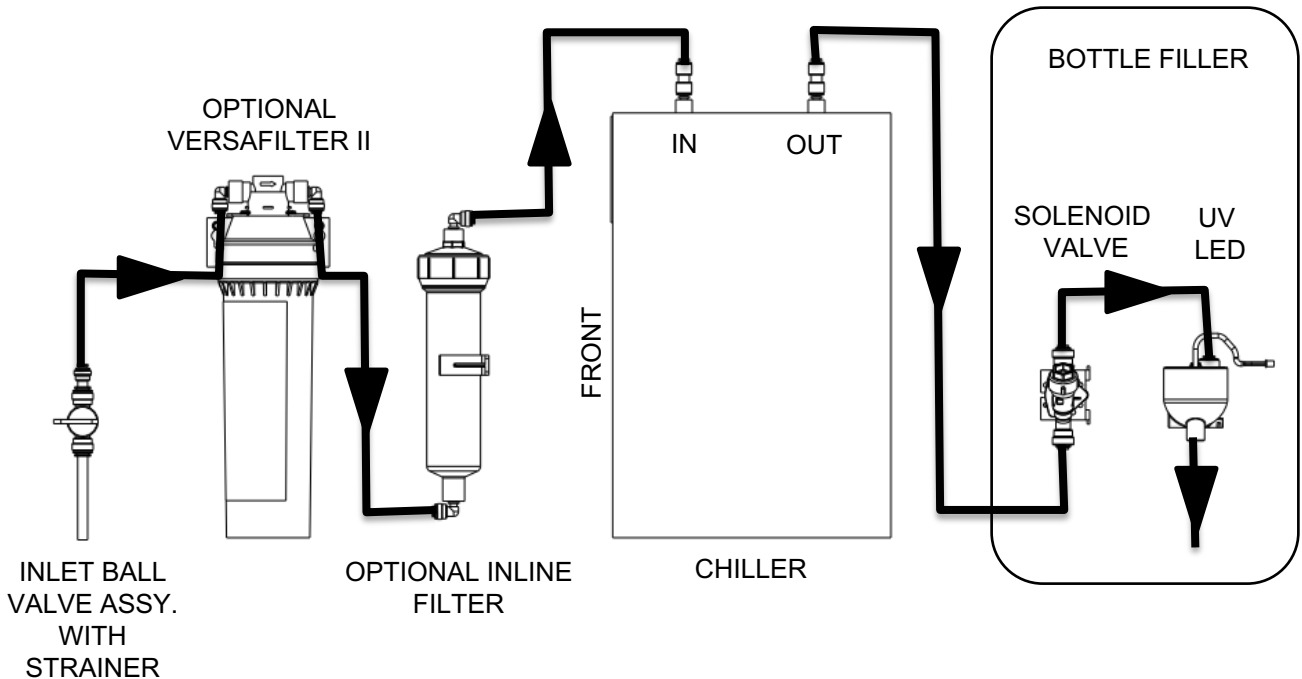 OPTIONAL
VERSAFILTER II
IN
OUT
BOTTLE FILLER
SOLENOID
VALVE
UV
LED
FRONT
INLET BALL
VALVE ASSY.
WITH
STRAINER
OPTIONAL INLINE
FILTER
CHILLER